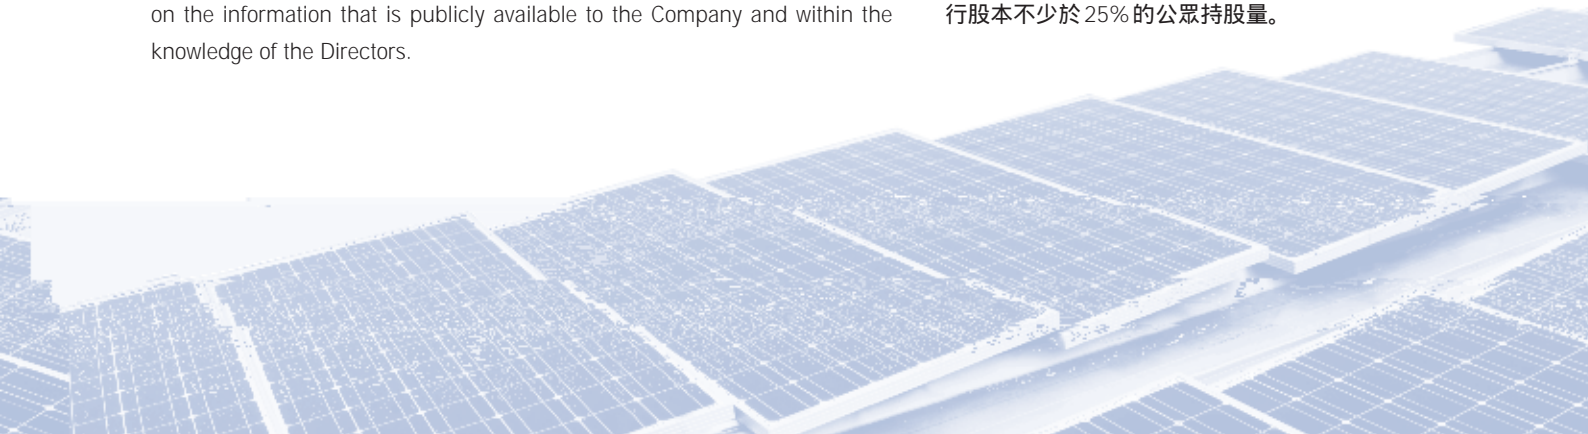 on the information that is publicly available to the Company and within the
knowledge of the Directors.
行股本不少於25%的公眾持股量。